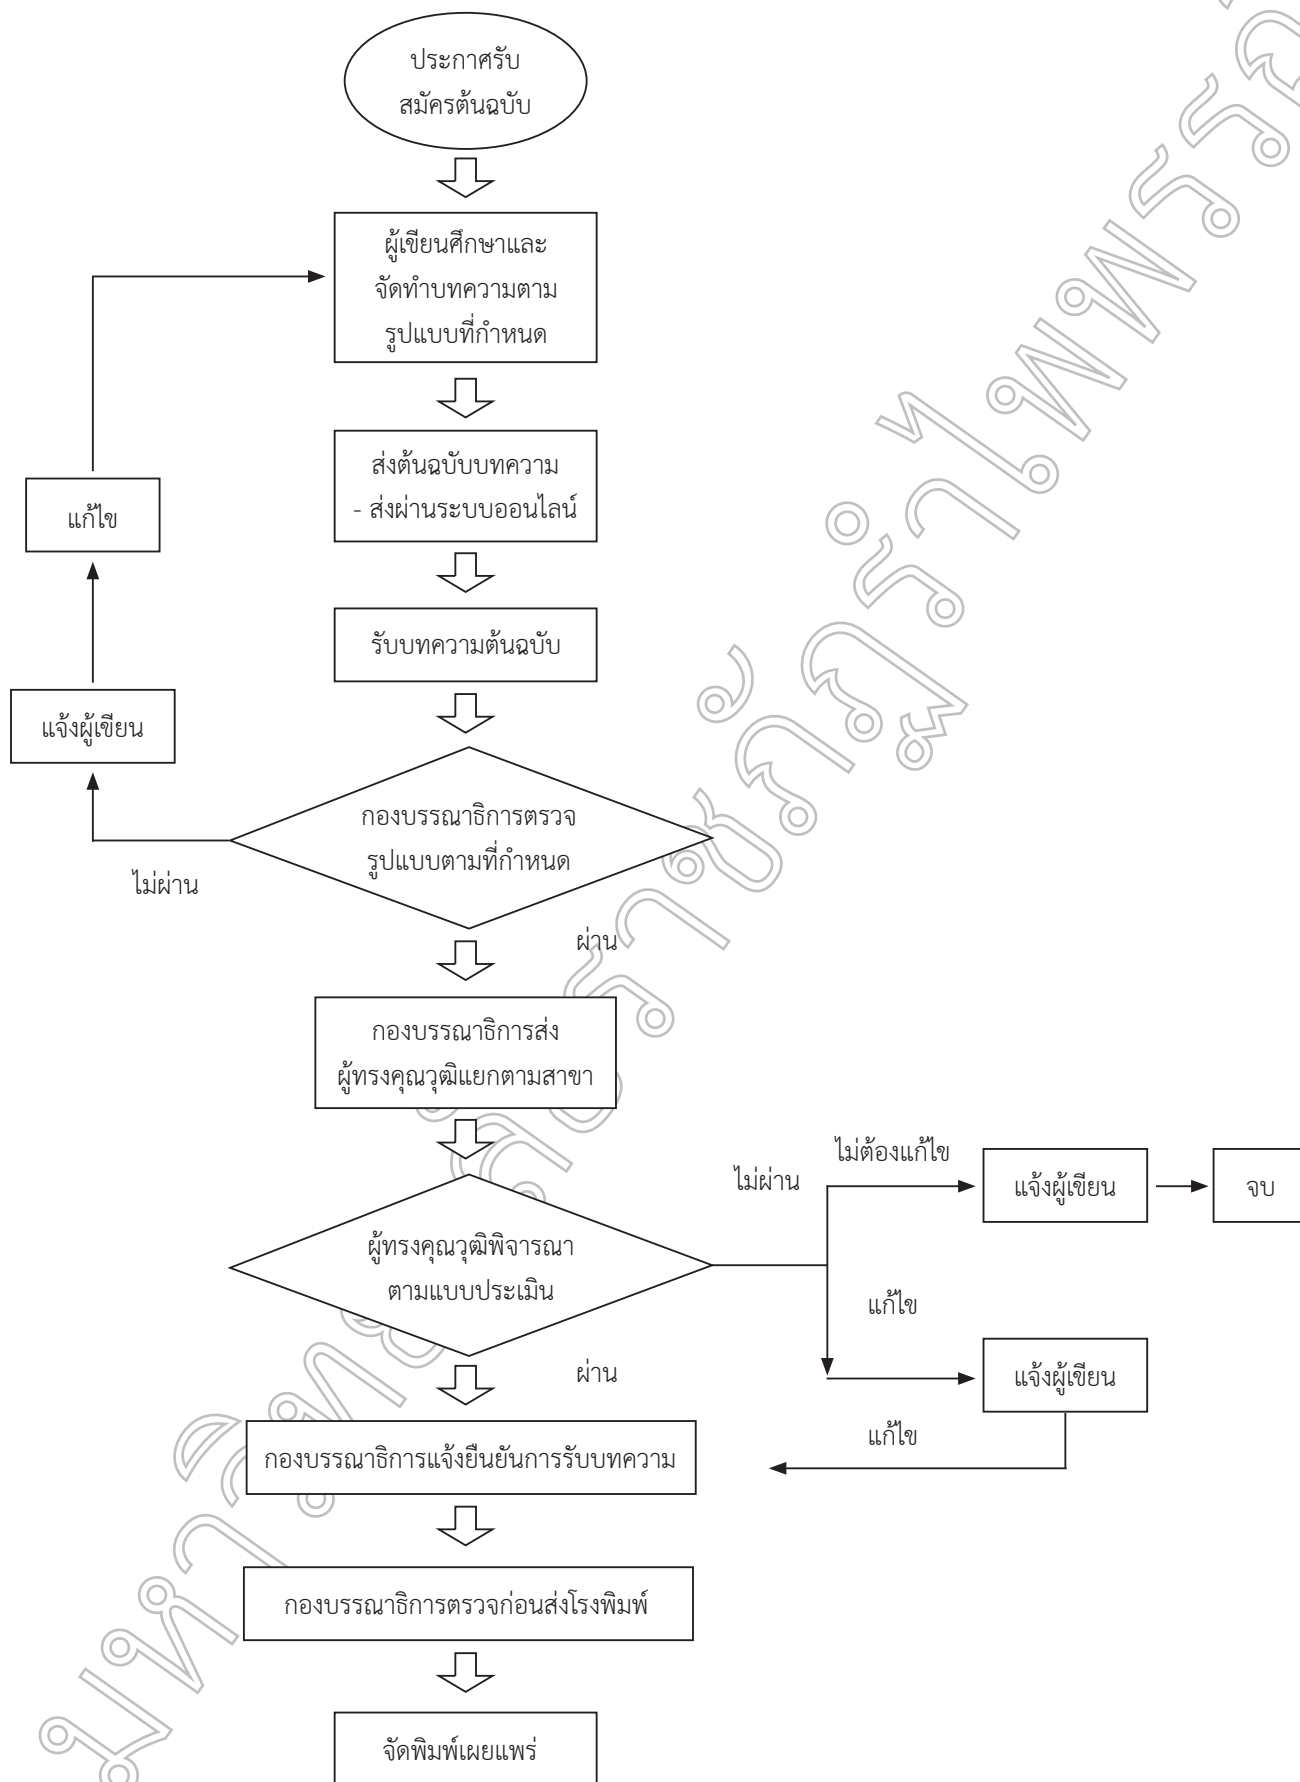 ประกาศรับ
สมัครต้นฉบับ
ผู้เขียนศึกษาและ
จัดทำบทความตาม
รูปแบบที่กำหนด
ส่งต้นฉบับบทความ
- ส่งผ่านระบบออนไลน์
แก้ไข
รับบทความต้นฉบับ
แจ้งผู้เขียน
กองบรรณาธิการตรวจ
รูปแบบตามที่กำหนด
ไม่ผ่าน
ผ่าน
กองบรรณาธิการส่ง
ผู้ทรงคุณวุฒิแยกตามสาขา
ไม่ผ่าน
ไม่ต้องแก้ไข
แจ้งผู้เขียน
จบ
ผู้ทรงคุณวุฒิพิจารณา
ตามแบบประเมิน
แก้ไข
แจ้งผู้เขียน
ผ่าน
แก้ไข
กองบรรณาธิการแจ้งยืนยันการรับบทความ
กองบรรณาธิการตรวจก่อนส่งโรงพิมพ์
จัดพิมพ์เผยแพร่